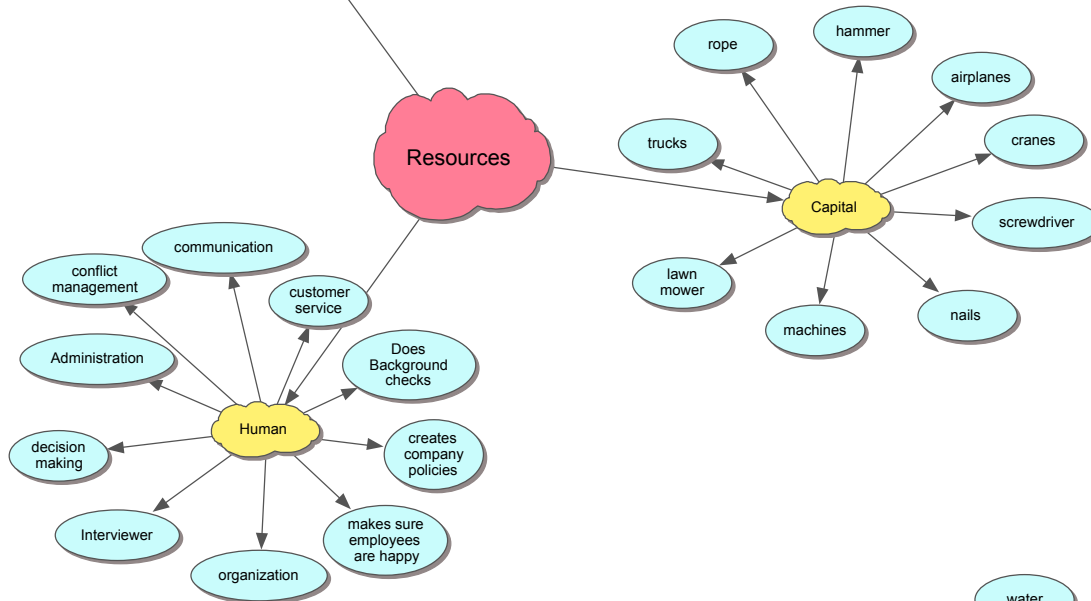 hammer
rope
airplanes
cranes
trucks
Resources
Capital
screwdriver
communication
conflict
management
lawn
mower
customer
service
nails
machines
Administration
Does
Background
checks
Human
decision
making
creates
company
policies
Interviewer
makes sure
employees
are happy
organization
water